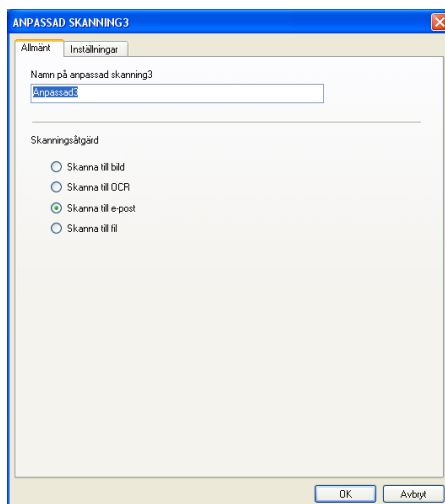 ANPASSAD SKANNING3
Allmänt Inställningar
Namn på anpassad skanning3
Anpassad3
Skanningsåtgärd
Skanna till bild
Skanna till OCR
Skanna till e-post
Skanna till fil
OK Avbryt